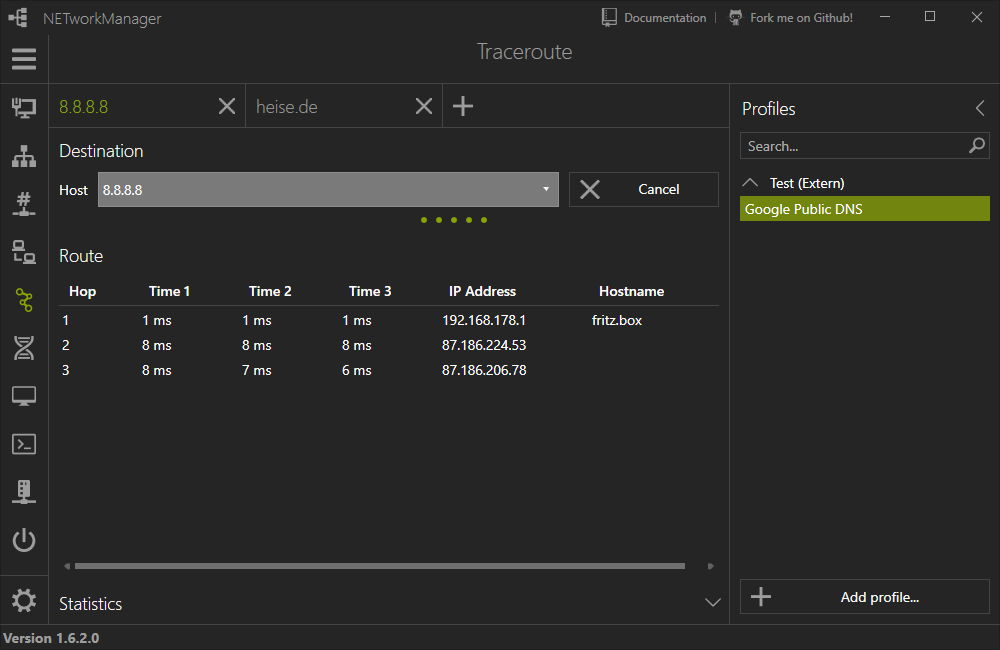 NETworkManager
Documentation
Fork me on Github!
Traceroute
8.8.8.8
heise.de
Destination
Host 8.8.8.8 Cancel
Route
Hop Time 1 Time 2 Time 3 IP Address Hostname
1 1 ms 1 ms 1 ms 192.168.178.1 fritz.box
2 8 ms 8 ms 8 ms 87.186.224.53
3 8 ms 7 ms 6 ms 87.186.206.78
Statistics
Profiles
Search...
Test (Extern)
Google Public DNS
Add profile...
Version 1.6.2.0